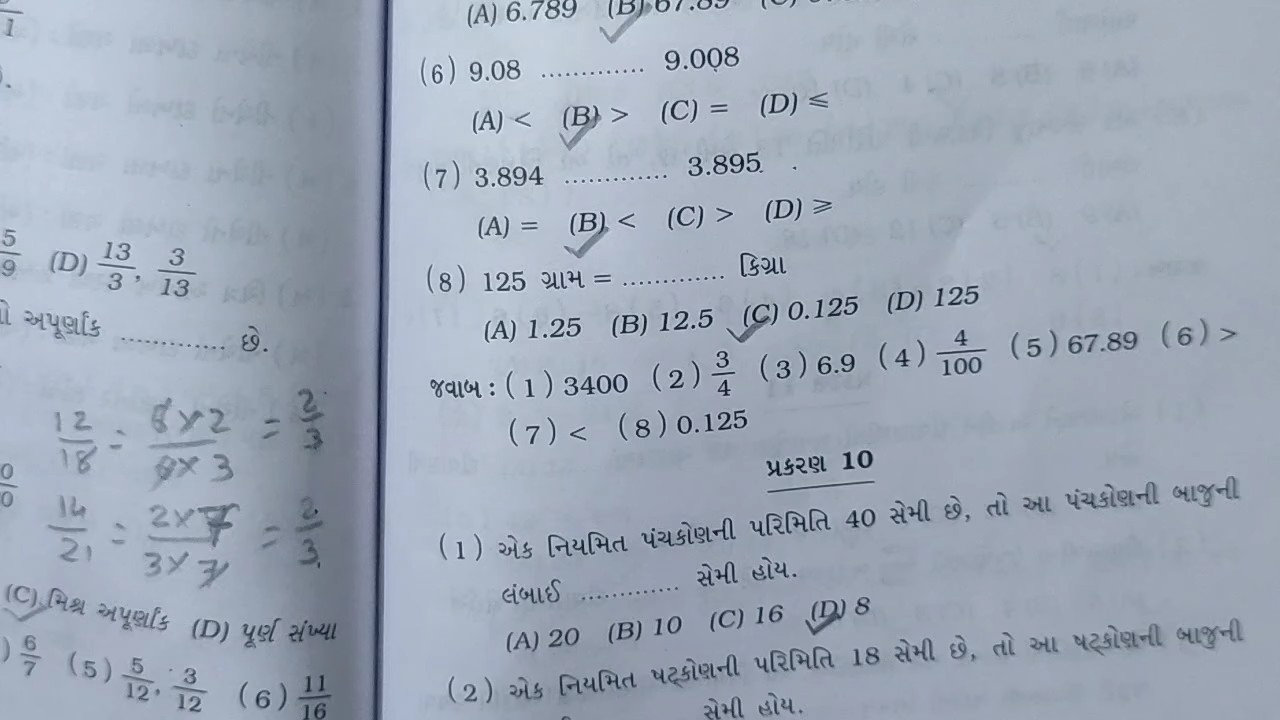 1
5/9 (D) 13/3, 3/13
અપૂર્ણાંક ............. છે.
12/18 = 6×2/6×3 = 2/3
14/21 = 2×7/3×7 = 2/3
(C) મિશ્ર અપૂર્ણાંક (D) પૂર્ણ સંખ્યા
) 6/7 (5) 5/12, 3/12 (6) 11/16
(A) 6.789 (B) 67.89
(6) 9.08 ............. 9.008
(A) < (B) > (C) = (D) ⩽
(7) 3.894 ............. 3.895
(A) = (B) < (C) > (D) ⩾
(8) 125 ગ્રામ = ............. કિગ્રા
(A) 1.25 (B) 12.5 (C) 0.125 (D) 125
જવાબ : (1) 3400 (2) 3/4 (3) 6.9 (4) 4/100 (5) 67.89 (6) >
(7) < (8) 0.125
પ્રકરણ 10
(1) એક નિયમિત પંચકોણની પરિમિતિ 40 સેમી છે, તો આ પંચકોણની બાજુની
લંબાઈ ............. સેમી હોય.
(A) 20 (B) 10 (C) 16 (D) 8
(2) એક નિયમિત ષટ્કોણની પરિમિતિ 18 સેમી છે, તો આ ષટ્કોણની બાજુની
સેમી હોય.